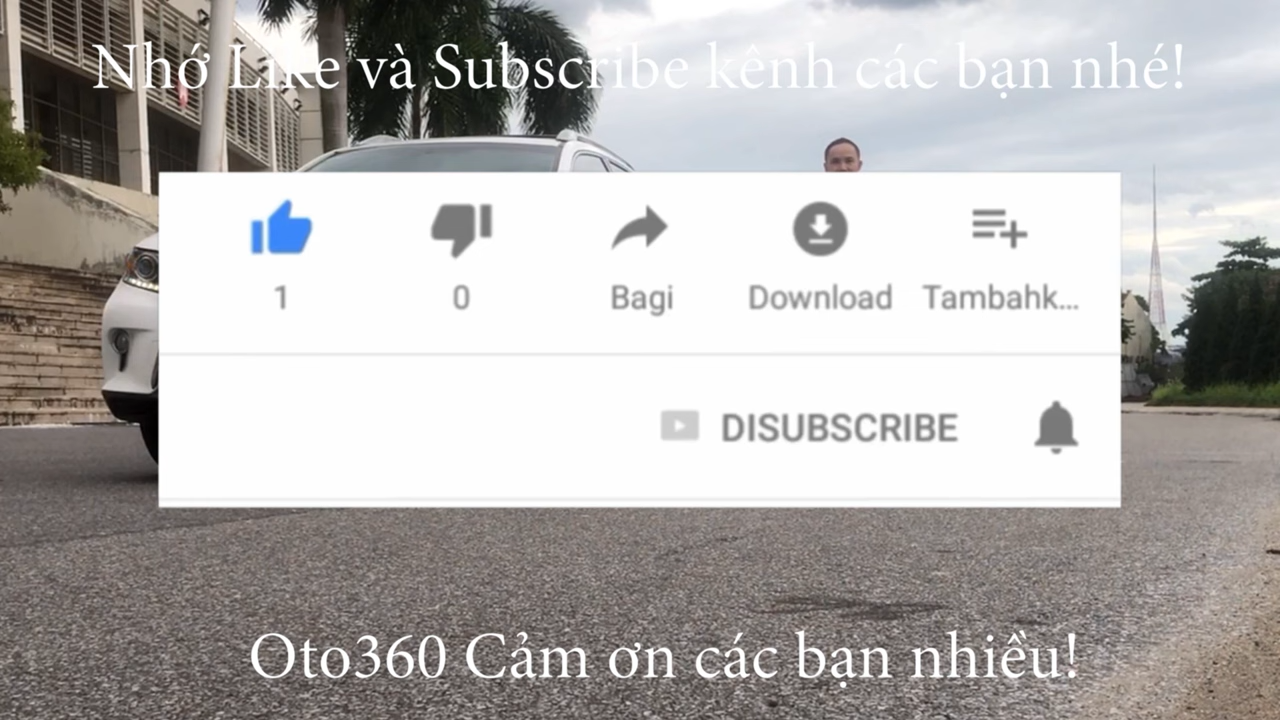 Nhớ Like và Subscribe kênh các bạn nhé!
1 0 Bagi Download Tambahk...
DISUBSCRIBE
Oto360 Cảm ơn các bạn nhiều!